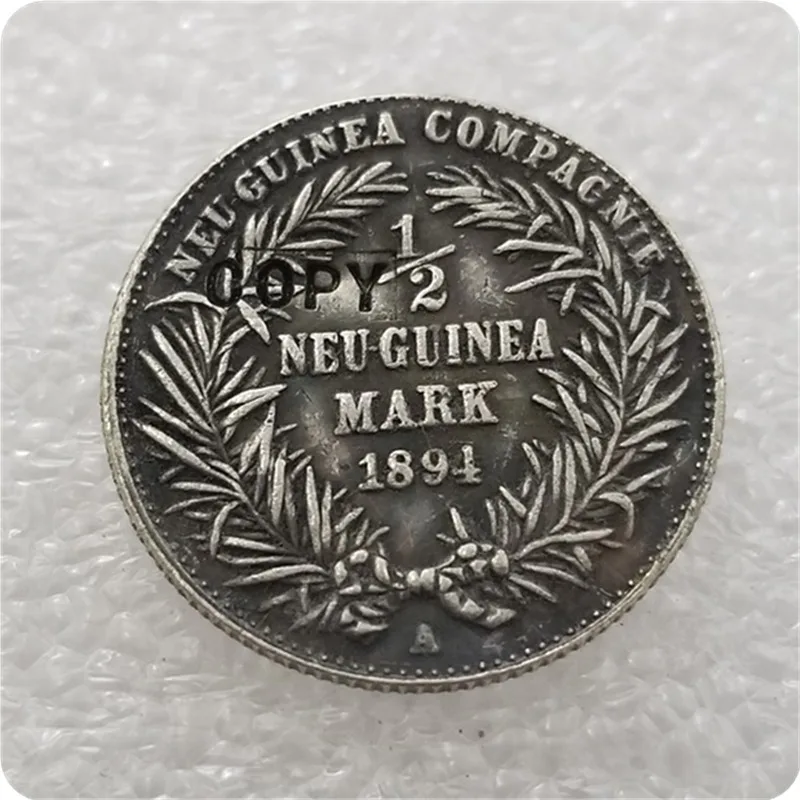 NEU-GUINEA COMPAGNIE
COPY
1/2
NEU-GUINEA
MARK
1894
A